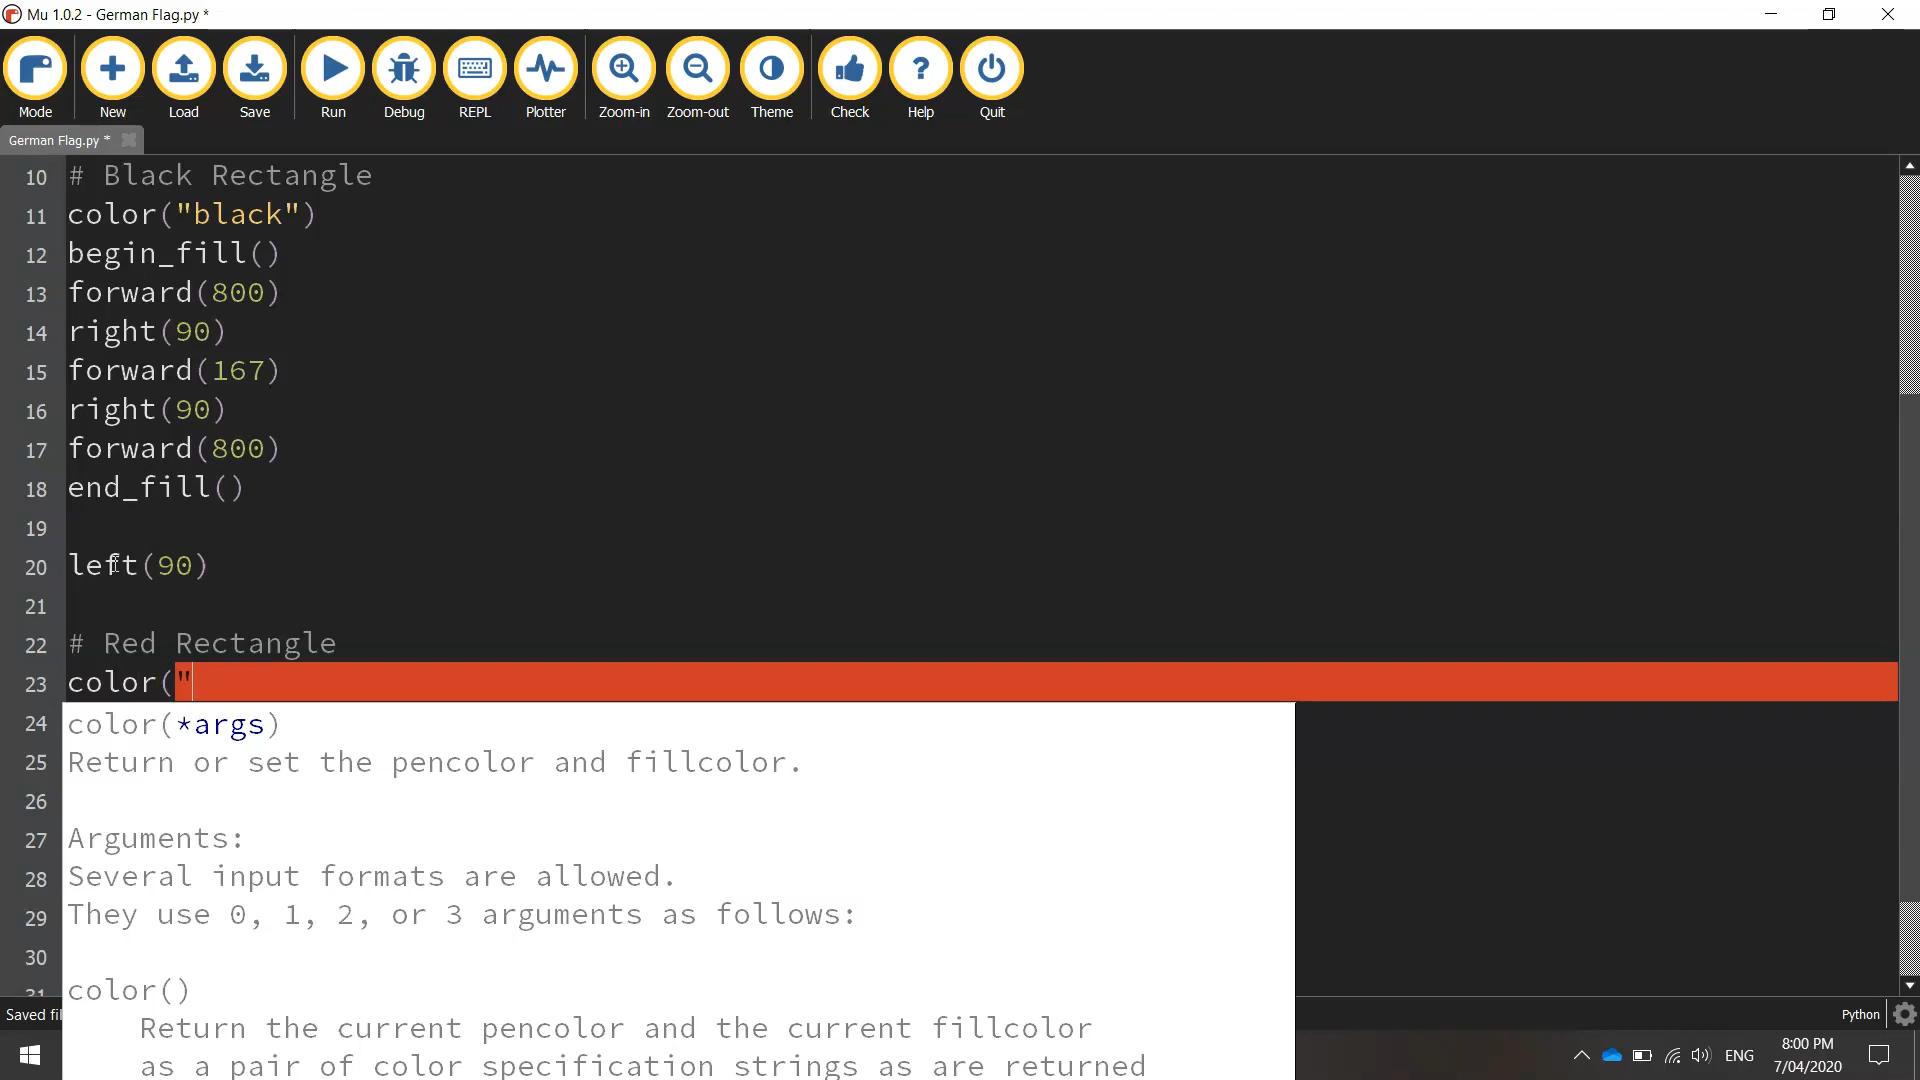 Mu 1.0.2 - German Flag.py *
Mode New Load Save Run Debug REPL Plotter Zoom-in Zoom-out Theme Check Help Quit
German Flag.py *
10 # Black Rectangle
11 color("black")
12 begin_fill()
13 forward(800)
14 right(90)
15 forward(167)
16 right(90)
17 forward(800)
18 end_fill()
19
20 left(90)
21
22 # Red Rectangle
23 color("
24 color(*args)
25 Return or set the pencolor and fillcolor.
26
27 Arguments:
28 Several input formats are allowed.
29 They use 0, 1, 2, or 3 arguments as follows:
30
31 color()
Saved fil
Python
Return the current pencolor and the current fillcolor
as a pair of color specification strings as are returned
ENG
8:00 PM
7/04/2020